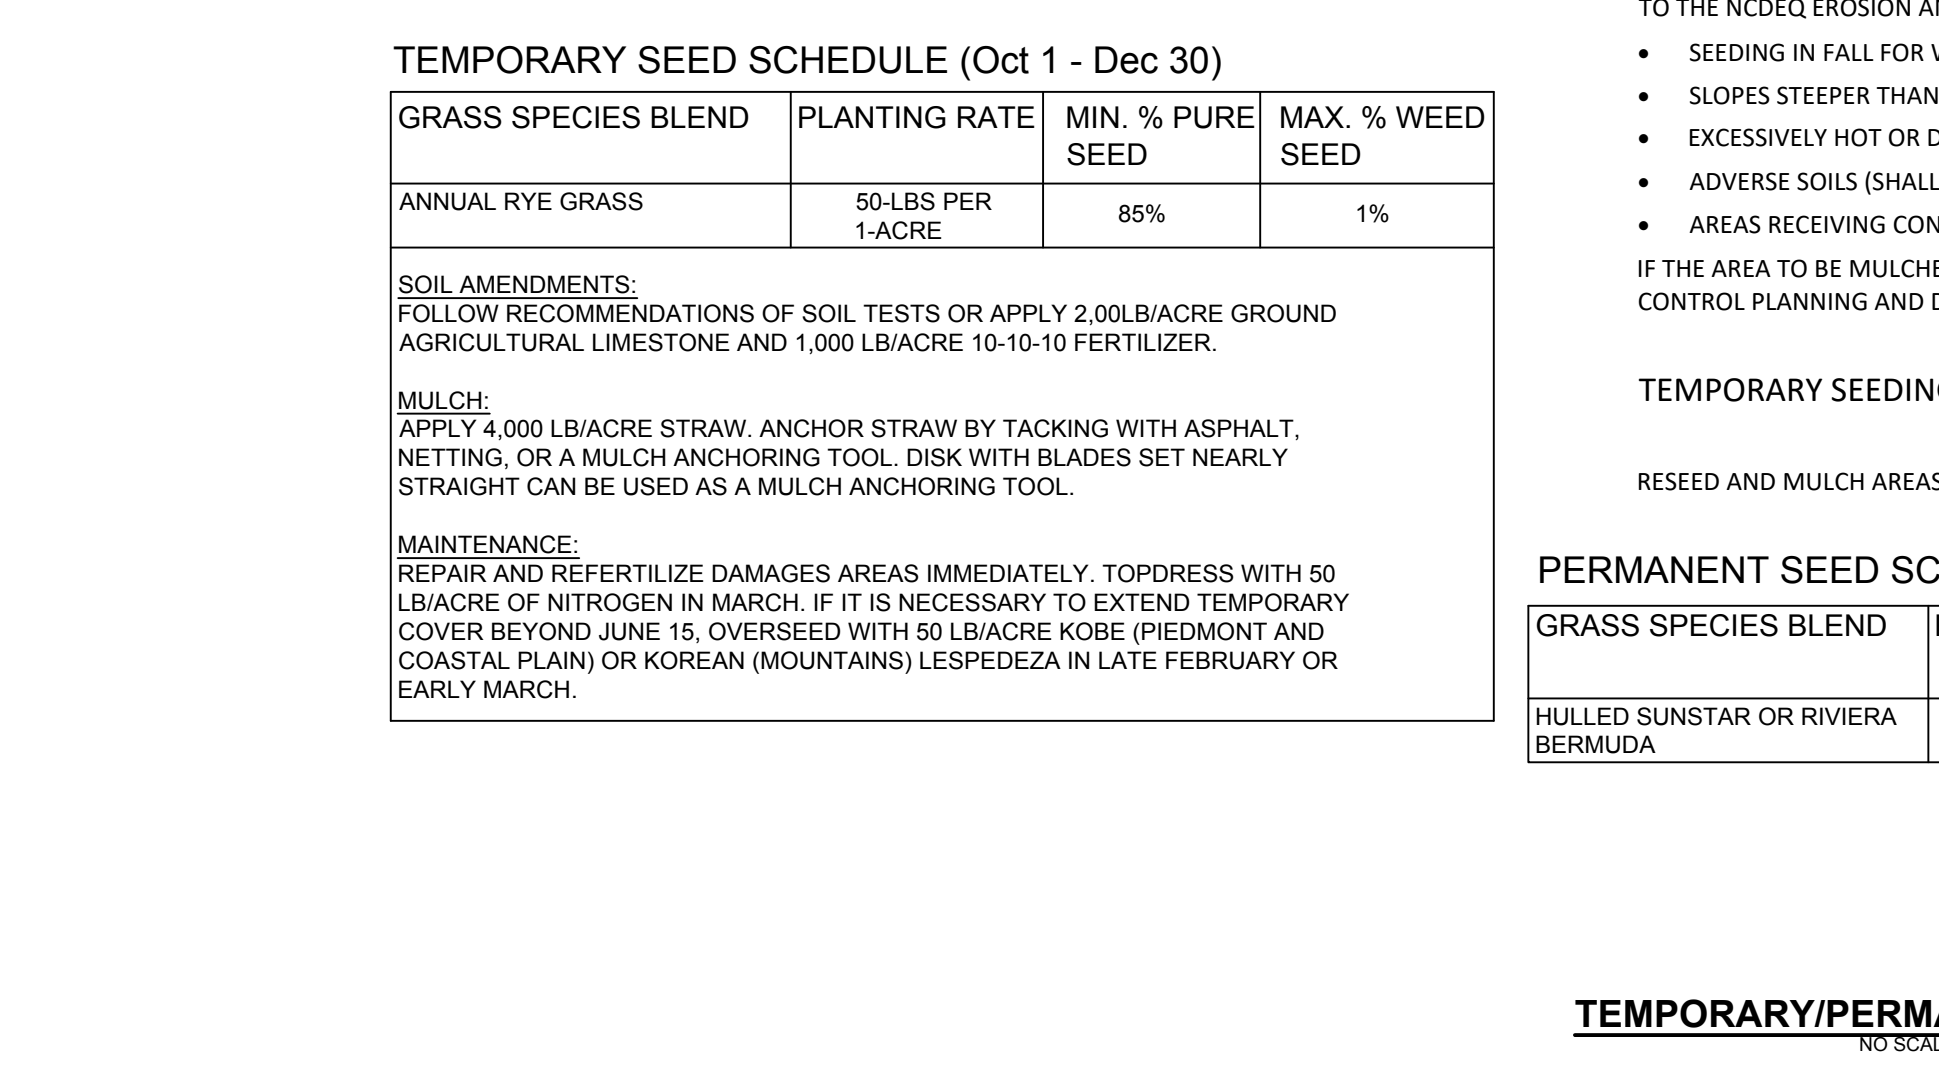 TEMPORARY SEED SCHEDULE (Oct 1 - Dec 30)
GRASS SPECIES BLEND
PLANTING RATE
MIN. % PURE
SEED
MAX. % WEED
SEED
ANNUAL RYE GRASS
50-LBS PER
1-ACRE
85%
1%
SOIL AMENDMENTS:
FOLLOW RECOMMENDATIONS OF SOIL TESTS OR APPLY 2,00LB/ACRE GROUND
AGRICULTURAL LIMESTONE AND 1,000 LB/ACRE 10-10-10 FERTILIZER.
MULCH:
APPLY 4,000 LB/ACRE STRAW. ANCHOR STRAW BY TACKING WITH ASPHALT,
NETTING, OR A MULCH ANCHORING TOOL. DISK WITH BLADES SET NEARLY
STRAIGHT CAN BE USED AS A MULCH ANCHORING TOOL.
MAINTENANCE:
REPAIR AND REFERTILIZE DAMAGES AREAS IMMEDIATELY. TOPDRESS WITH 50
LB/ACRE OF NITROGEN IN MARCH. IF IT IS NECESSARY TO EXTEND TEMPORARY
COVER BEYOND JUNE 15, OVERSEED WITH 50 LB/ACRE KOBE (PIEDMONT AND
COASTAL PLAIN) OR KOREAN (MOUNTAINS) LESPEDEZA IN LATE FEBRUARY OR
EARLY MARCH.
TO THE NCDEQ EROSION
• SEEDING IN FALL FOR
• SLOPES STEEPER THAN
• EXCESSIVELY HOT OR
• ADVERSE SOILS
• AREAS RECEIVING
IF THE AREA TO BE
CONTROL PLANNING AND
TEMPORARY
RESEED AND MULCH AREAS
PERMANENT SEED
GRASS SPECIES BLEND
HULLED SUNSTAR OR RIVIERA
BERMUDA
TEMPORARY/
NO